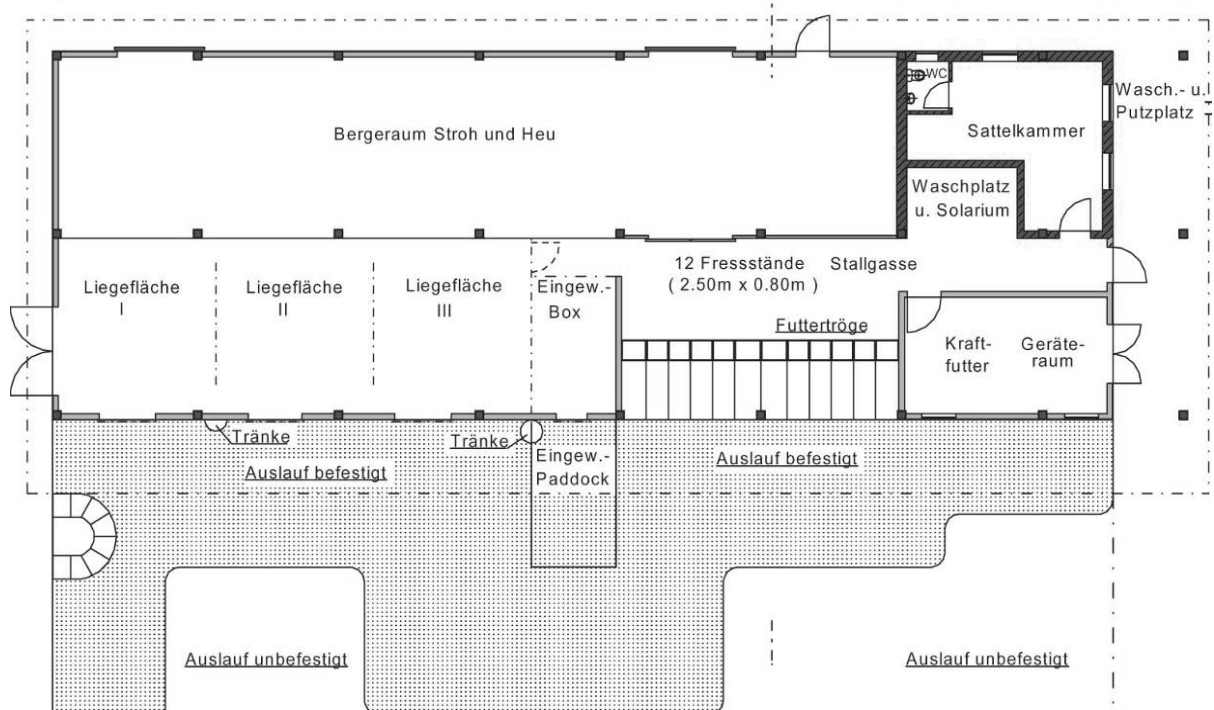 WC
Wasch.- u.
Putzplatz
Bergeraum Stroh und Heu
Sattelkammer
Waschplatz
u. Solarium
12 Fressstände
( 2.50m x 0.80m )
Stallgasse
Liegefläche
I
Liegefläche
II
Liegefläche
III
Eingew.-
Box
Futtertröge
Kraft-
futter
Geräte-
raum
Tränke
Tränke
Eingew.-
Paddock
Auslauf befestigt
Auslauf befestigt
Auslauf unbefestigt
Auslauf unbefestigt